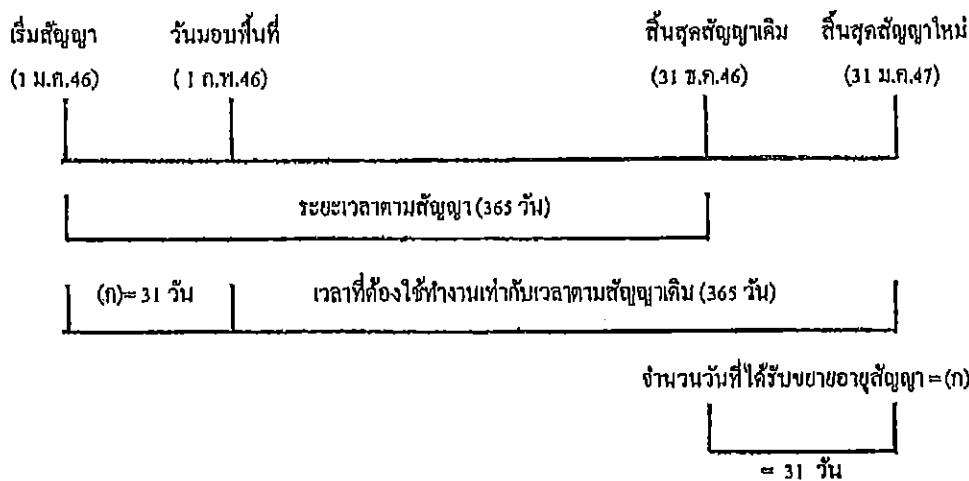 เริ่มสัญญา วันมอบพื้นที่ สิ้นสุดสัญญาเดิม สิ้นสุดสัญญาใหม่
(1 ม.ค.46) (1 ก.พ.46) (31 ธ.ค.46) (31 ม.ค.47)
ระยะเวลาตามสัญญา (365 วัน)
(ก)= 31 วัน เวลาที่ต้องใช้ทำงานเท่ากับเวลาตามสัญญาเดิม (365 วัน)
จำนวนวันที่ได้รับขยายอายุสัญญา = (ก)
= 31 วัน